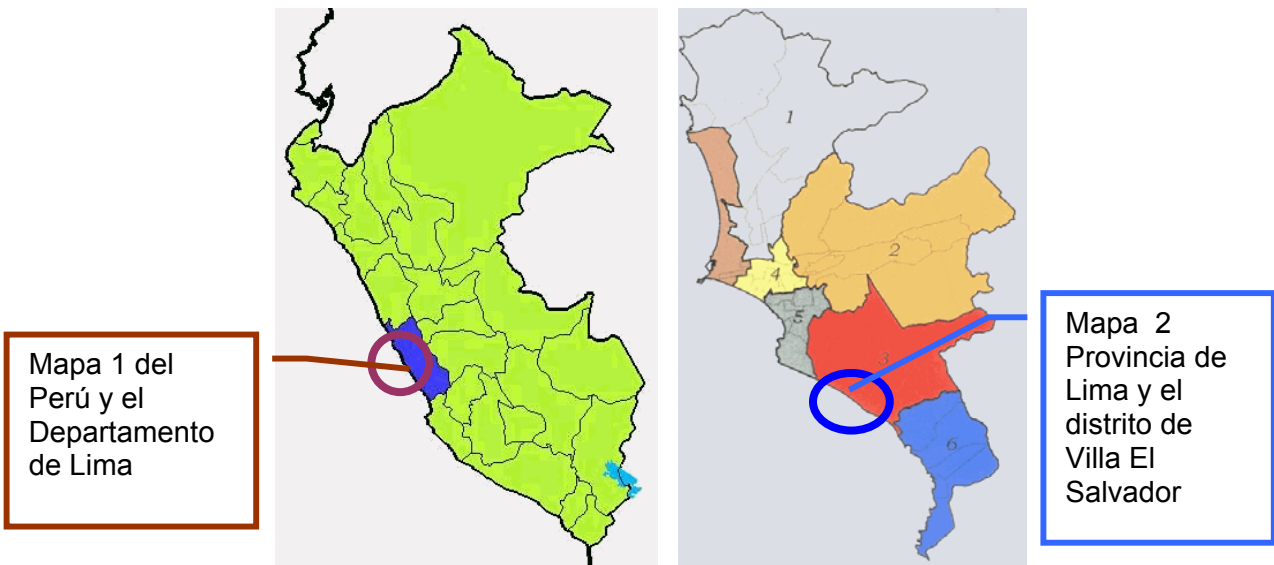 Mapa 1 del
Perú y el
Departamento
de Lima
1
2
4
5
3
6
Mapa 2
Provincia de
Lima y el
distrito de
Villa El
Salvador